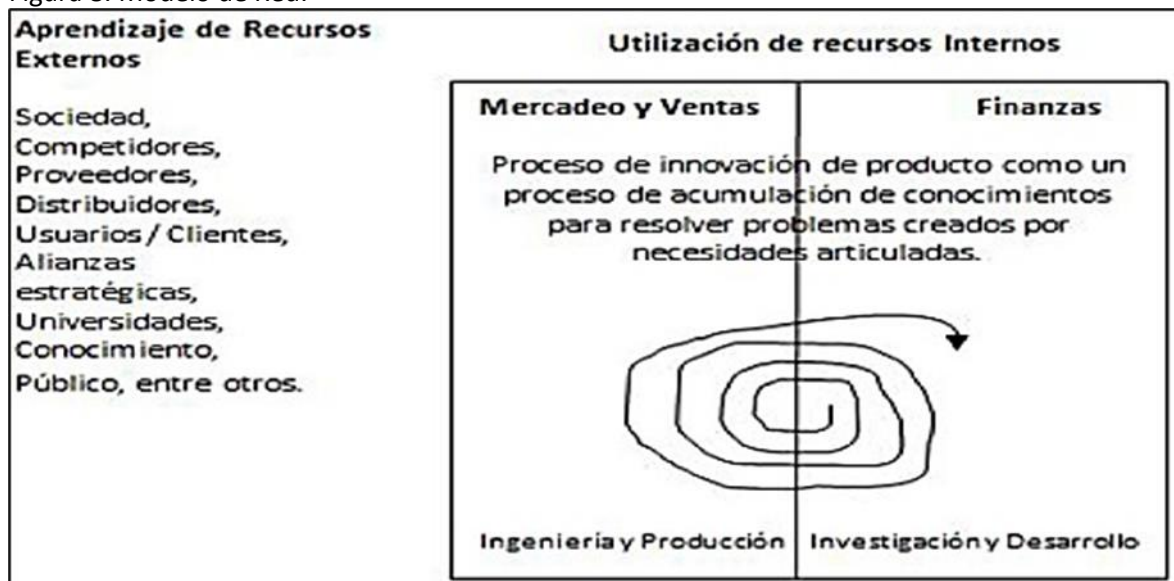 Aprendizaje de Recursos
Externos
Sociedad,
Competidores,
Proveedores,
Distribuidores,
Usuarios / Clientes,
Alianzas
estratégicas,
Universidades,
Conocimiento,
Público, entre otros.
Utilización de recursos Internos
Mercadeo y Ventas
Finanzas
Proceso de innovación de producto como un
proceso de acumulación de conocimientos
para resolver problemas creados por
necesidades articuladas.
Ingeniería y Producción
Investigación y Desarrollo